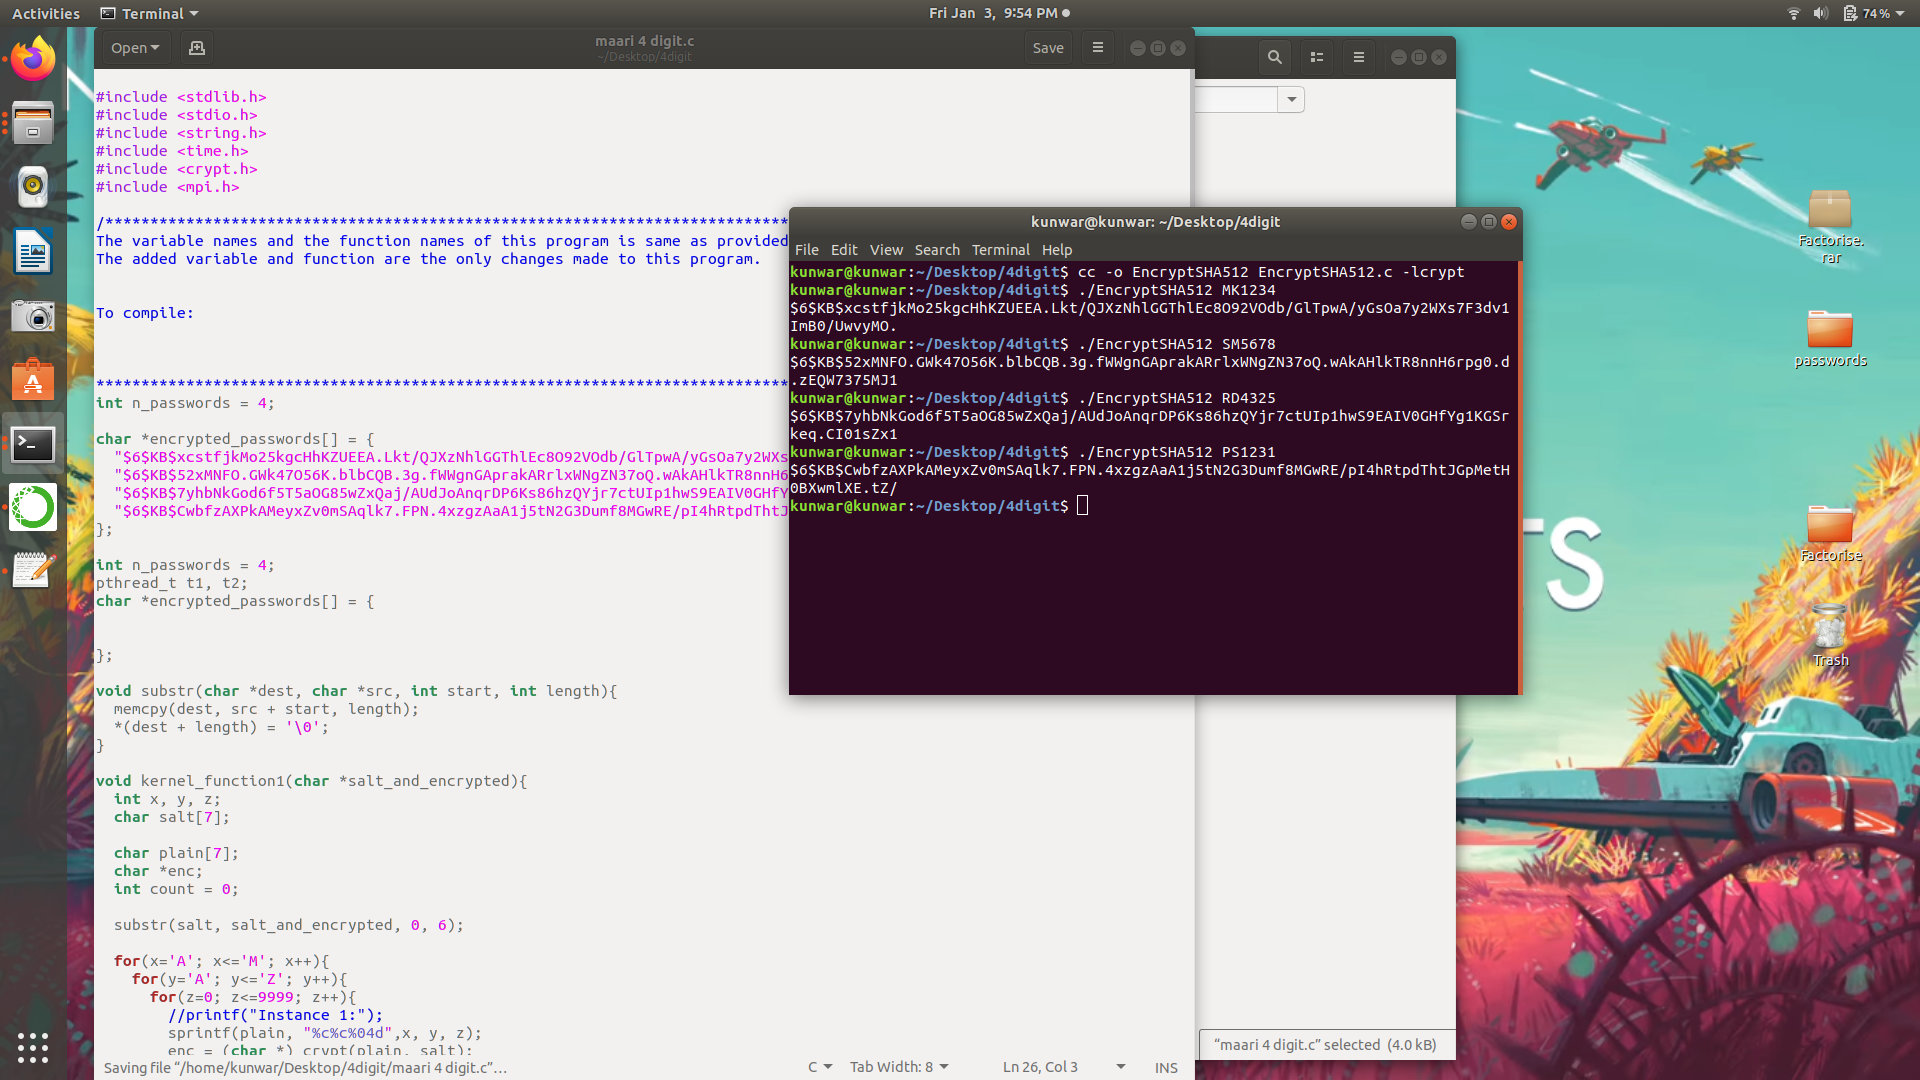 Activities
Terminal
Fri Jan 3, 9:54 PM
74%
Open
maari 4 digit.c
~/Desktop/4digit
Save
#include <stdlib.h>
#include <stdio.h>
#include <string.h>
#include <time.h>
#include <crypt.h>
#include <mpi.h>
The variable names and the function names of this program is same as provided
The added variable and function are the only changes made to this program.
To compile:
int n_passwords = 4;
char *encrypted_passwords[] = {
"$6$KB$xcstfjkMo25kgcHhKZUEEA.Lkt/QJXzNhlGGThlEc8O92VOdb/GlTpwA/yGsOa7y2WXs
"$6$KB$52xMNFO.GWk47O56K.blbCQB.3g.fWWgnGAprakARrlxWNgZN37oQ.wAkAHlkTR8nnH6
"$6$KB$7yhbNkGod6f5T5aOG85wZxQaj/AUdJoAnqrDP6Ks86hzQYjr7ctUIp1hwS9EAIV0GHfY
"$6$KB$CwbfzAXPkAMeyxZv0mSAqlk7.FPN.4xzgzAaA1j5tN2G3Dumf8MGwRE/pI4hRtpdThtJ
};
int n_passwords = 4;
pthread_t t1, t2;
char *encrypted_passwords[] = {
};
void substr(char *dest, char *src, int start, int length){
memcpy(dest, src + start, length);
*(dest + length) = '\0';
}
void kernel_function1(char *salt_and_encrypted){
int x, y, z;
char salt[7];
char plain[7];
char *enc;
int count = 0;
substr(salt, salt_and_encrypted, 0, 6);
for(x='A'; x<='M'; x++){
for(y='A'; y<='Z'; y++){
for(z=0; z<=9999; z++){
//printf("Instance 1:");
sprintf(plain, "%c%c%04d",x, y, z);
enc = (char *) crypt(plain, salt);
Saving file “/home/kunwar/Desktop/4digit/maari 4 digit.c”…
C
Tab Width: 8
Ln 26, Col 3
INS
kunwar@kunwar: ~/Desktop/4digit
File Edit View Search Terminal Help
kunwar@kunwar:~/Desktop/4digit$ cc -o EncryptSHA512 EncryptSHA512.c -lcrypt
kunwar@kunwar:~/Desktop/4digit$ ./EncryptSHA512 MK1234
$6$KB$xcstfjkMo25kgcHhKZUEEA.Lkt/QJXzNhlGGThlEc8O92VOdb/GlTpwA/yGsOa7y2WXs7F3dv1
ImB0/UwvyMO.
kunwar@kunwar:~/Desktop/4digit$ ./EncryptSHA512 SM5678
$6$KB$52xMNFO.GWk47O56K.blbCQB.3g.fWWgnGAprakARrlxWNgZN37oQ.wAkAHlkTR8nnH6rpg0.d
.zEQW7375MJ1
kunwar@kunwar:~/Desktop/4digit$ ./EncryptSHA512 RD4325
$6$KB$7yhbNkGod6f5T5aOG85wZxQaj/AUdJoAnqrDP6Ks86hzQYjr7ctUIp1hwS9EAIV0GHfYg1KGSr
keq.CI01sZx1
kunwar@kunwar:~/Desktop/4digit$ ./EncryptSHA512 PS1231
$6$KB$CwbfzAXPkAMeyxZv0mSAqlk7.FPN.4xzgzAaA1j5tN2G3Dumf8MGwRE/pI4hRtpdThtJGpMetH
0BXwmlXE.tZ/
kunwar@kunwar:~/Desktop/4digit$
“maari 4 digit.c” selected (4.0 kB)
Factorise.
rar
passwords
Factorise
Trash